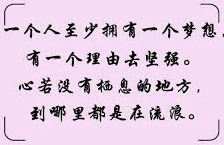 一个人至少拥有一个梦想，
有一个理由去坚强。
心若没有栖息的地方，
到哪里都是在流浪。